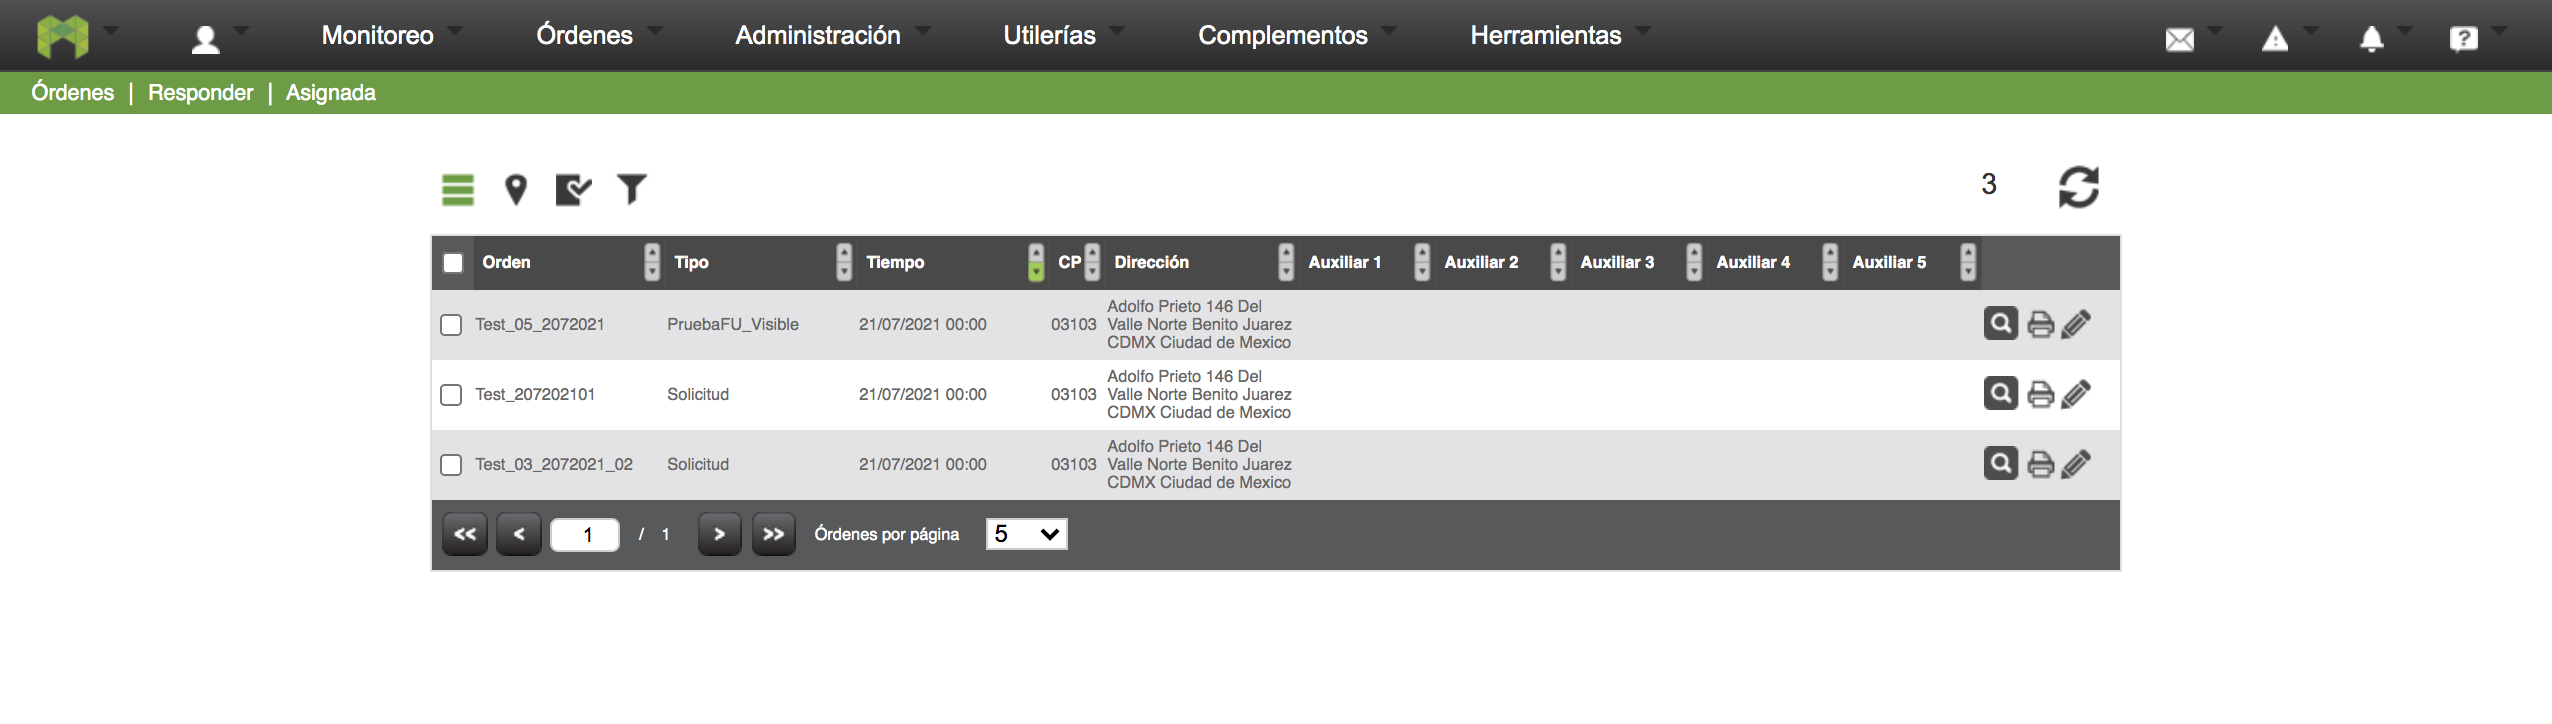 Monitoreo Órdenes Administración Utilerías Complementos Herramientas
Órdenes | Responder | Asignada
3
Orden Tipo Tiempo CP Dirección Auxiliar 1 Auxiliar 2 Auxiliar 3 Auxiliar 4 Auxiliar 5
Test_05_2072021 PruebaFU_Visible 21/07/2021 00:00 03103 Adolfo Prieto 146 Del
Valle Norte Benito Juarez
CDMX Ciudad de Mexico
Test_207202101 Solicitud 21/07/2021 00:00 03103 Adolfo Prieto 146 Del
Valle Norte Benito Juarez
CDMX Ciudad de Mexico
Test_03_2072021_02 Solicitud 21/07/2021 00:00 03103 Adolfo Prieto 146 Del
Valle Norte Benito Juarez
CDMX Ciudad de Mexico
<< < 1 / 1 > >> Órdenes por página 5